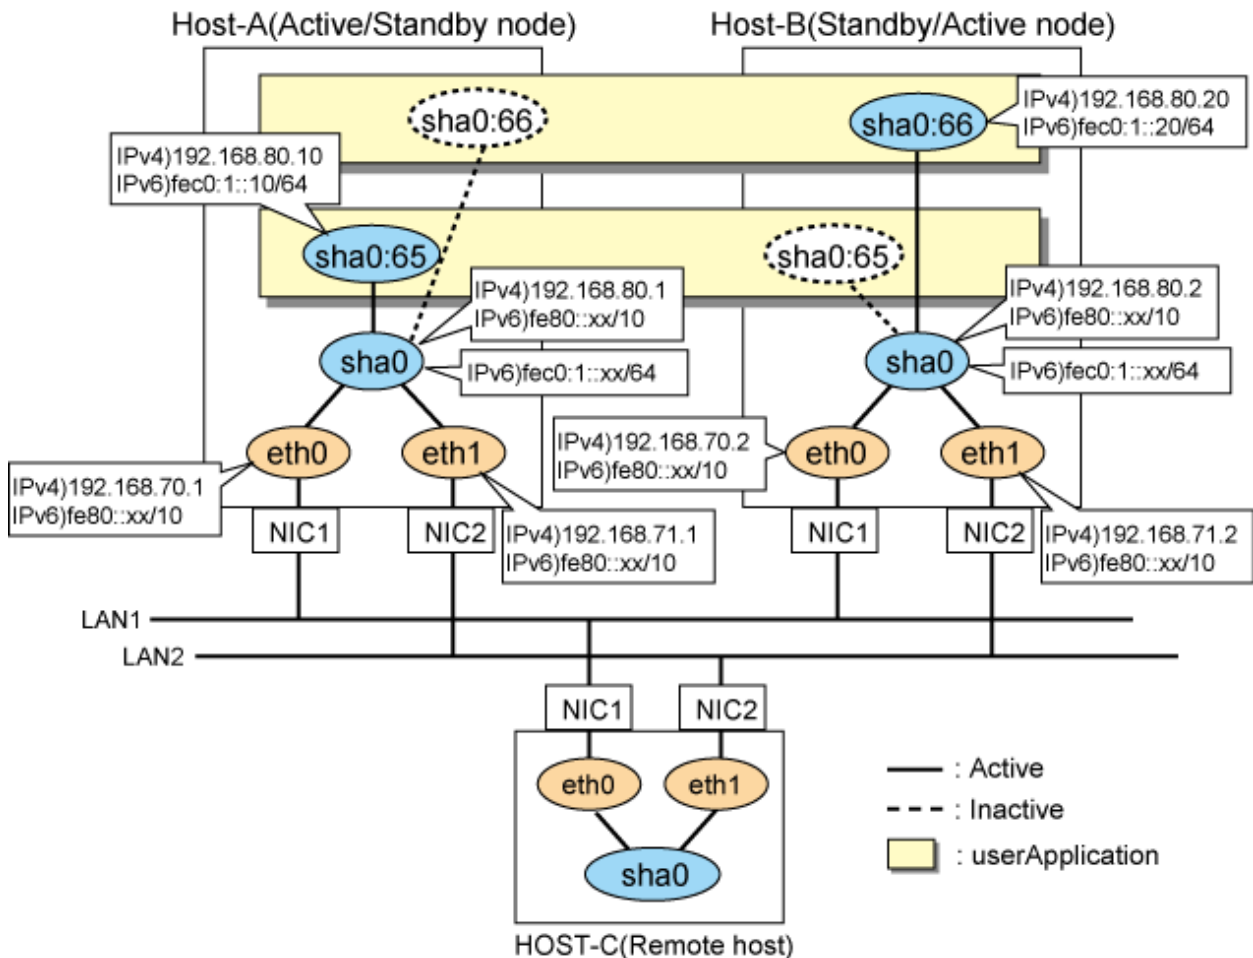 Host-A(Active/Standby node)
Host-B(Standby/Active node)
sha0:66
sha0:66
IPv4)192.168.80.20
IPv6)fec0:1::20/64
IPv4)192.168.80.10
IPv6)fec0:1::10/64
sha0:65
sha0:65
IPv4)192.168.80.1
IPv6)fe80::xx/10
IPv4)192.168.80.2
IPv6)fe80::xx/10
sha0
IPv6)fec0:1::xx/64
sha0
IPv6)fec0:1::xx/64
eth0
eth1
IPv4)192.168.70.2
IPv6)fe80::xx/10
eth0
eth1
IPv4)192.168.70.1
IPv6)fe80::xx/10
NIC1
NIC2
IPv4)192.168.71.1
IPv6)fe80::xx/10
NIC1
NIC2
IPv4)192.168.71.2
IPv6)fe80::xx/10
LAN1
LAN2
NIC1
NIC2
eth0
eth1
sha0
HOST-C(Remote host)
: Active
: Inactive
: userApplication